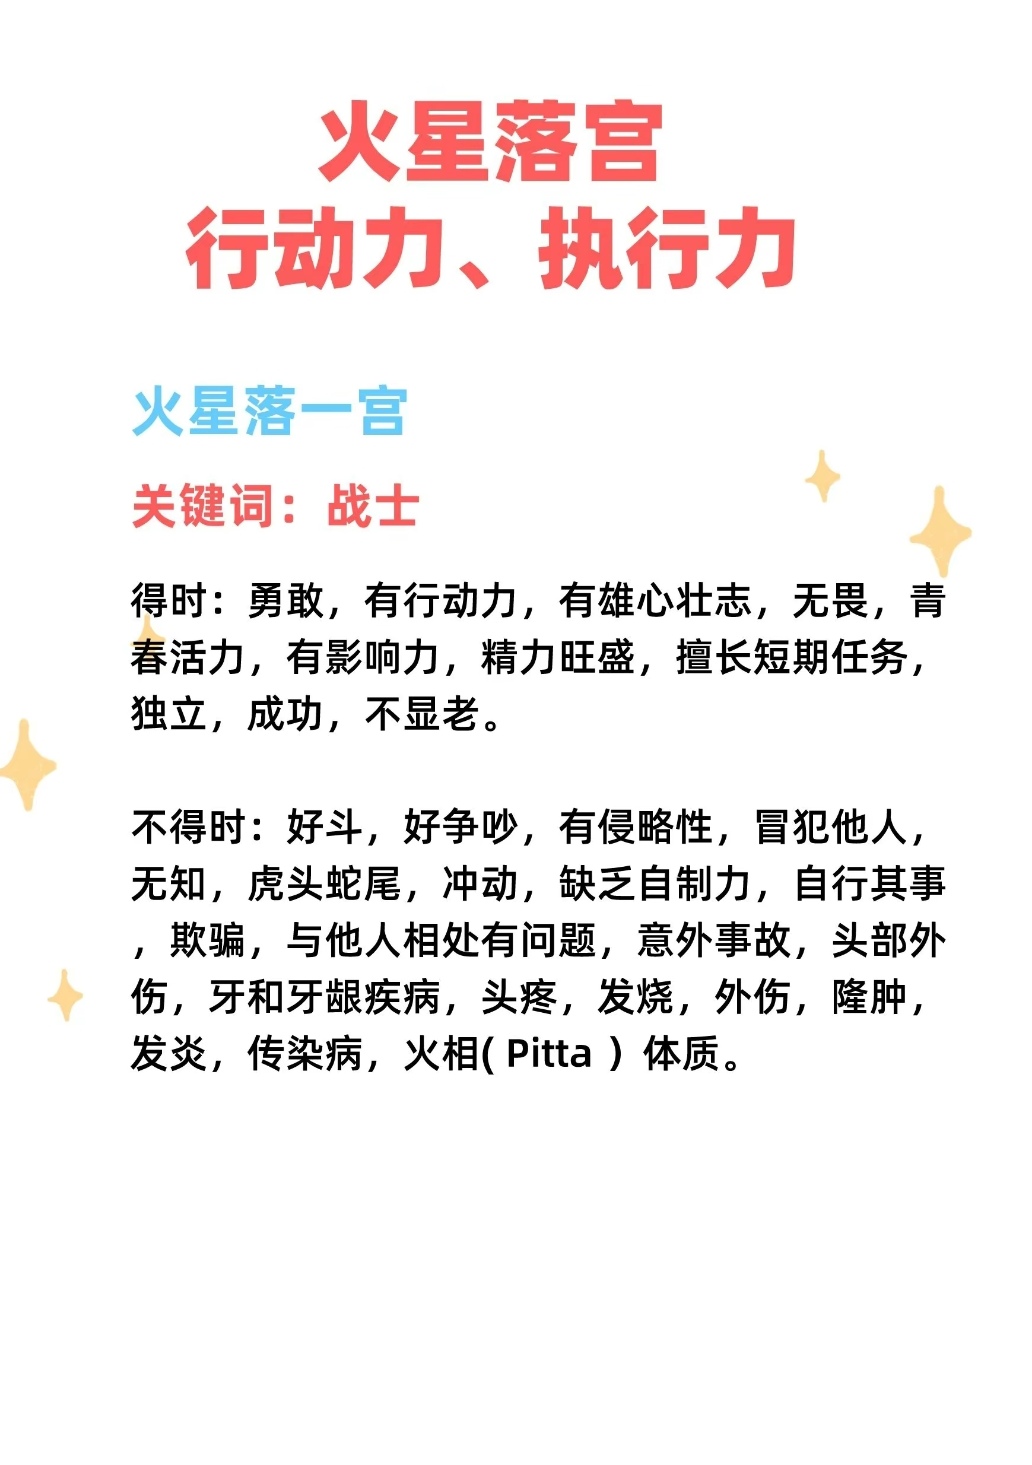 火星落宫
行动力、执行力
火星落一宫
关键词：战士
得时：勇敢，有行动力，有雄心壮志，无畏，青
春活力，有影响力，精力旺盛，擅长短期任务，
独立，成功，不显老。
不得时：好斗，好争吵，有侵略性，冒犯他人，
无知，虎头蛇尾，冲动，缺乏自制力，自行其事
，欺骗，与他人相处有问题，意外事故，头部外
伤，牙和牙龈疾病，头疼，发烧，外伤，隆肿，
发炎，传染病，火相( Pitta ）体质。